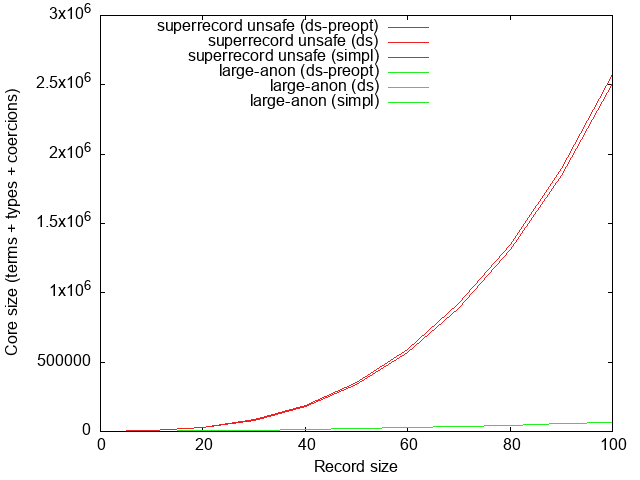 3x10^6
2.5x10^6
2x10^6
1.5x10^6
1x10^6
500000
0
Core size (terms + types + coercions)
superrecord unsafe (ds-preopt)
superrecord unsafe (ds)
superrecord unsafe (simpl)
large-anon (ds-preopt)
large-anon (ds)
large-anon (simpl)
0 20 40 60 80 100
Record size